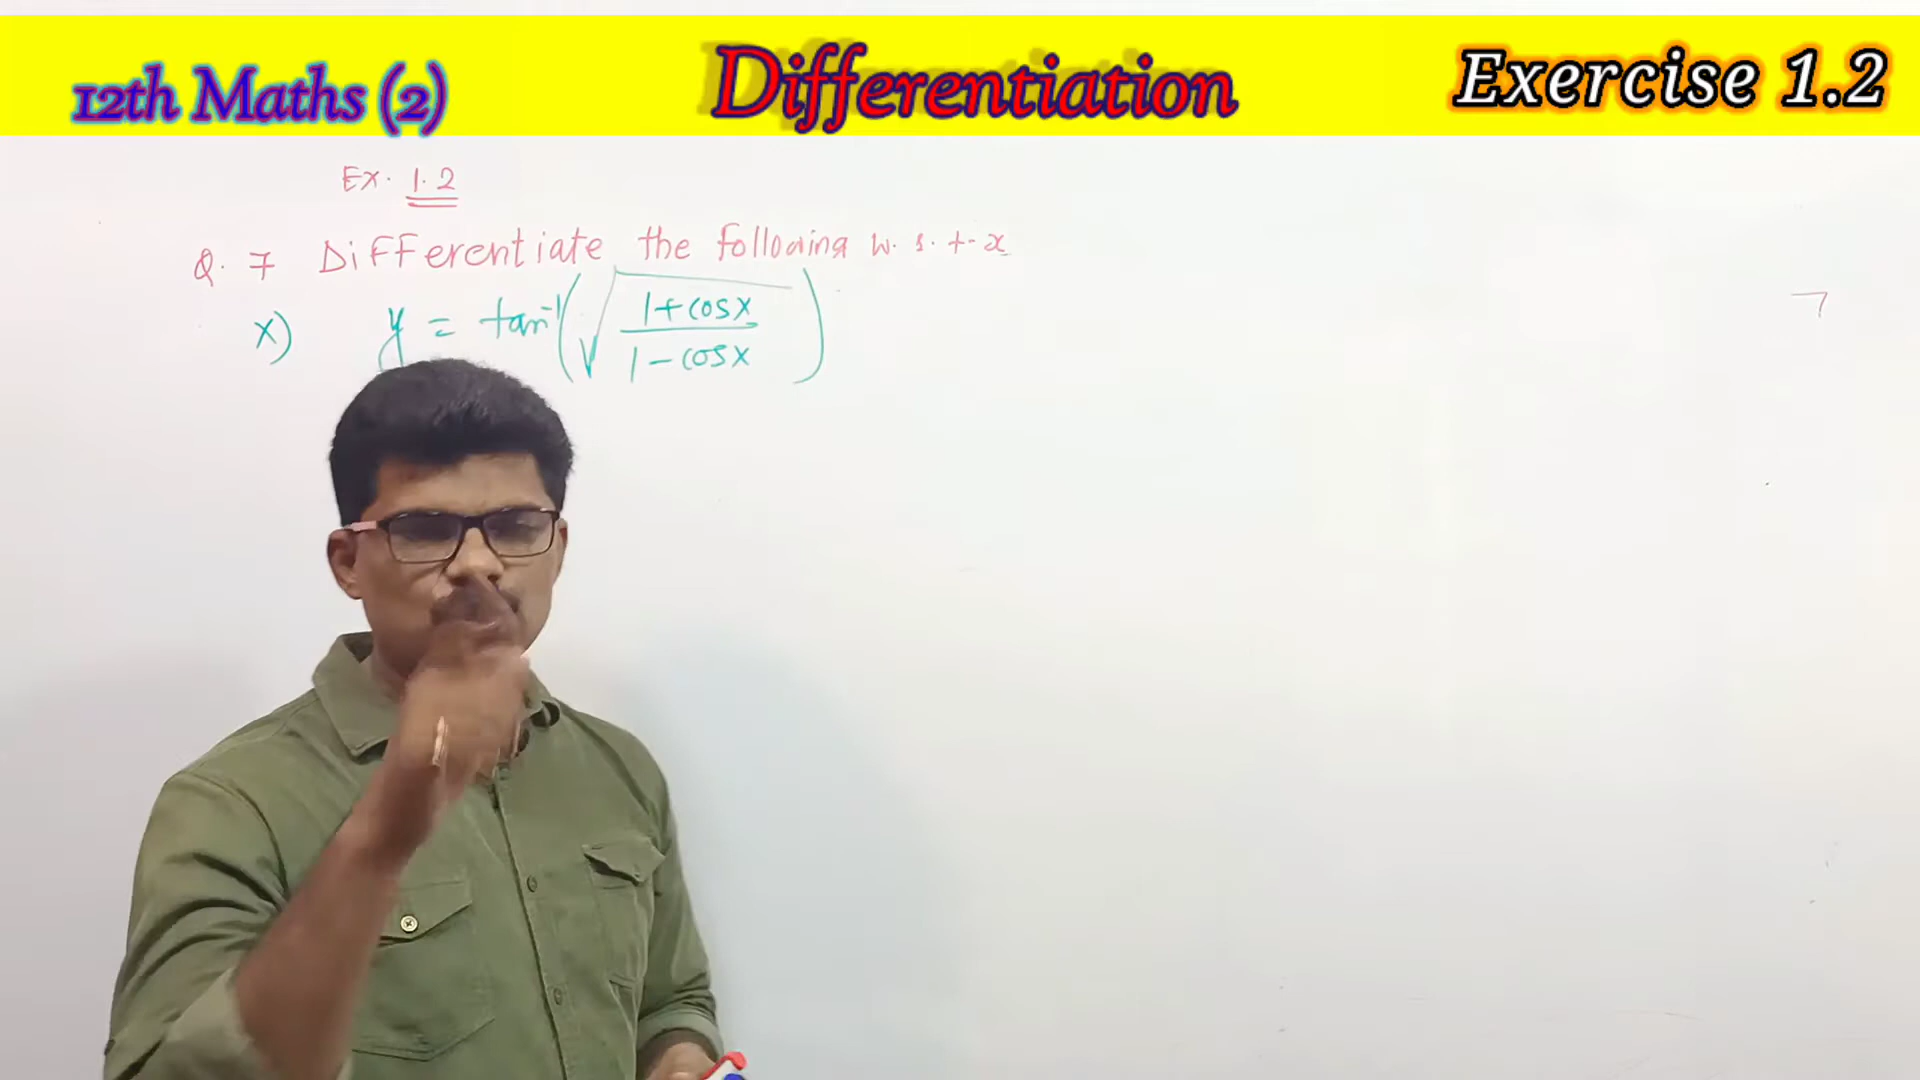 12th Maths (2)
Differentiation
Exercise 1.2
Ex. 1.2
Q. 7 Differentiate the following w. r. t. x
x) y = tan⁻¹(√((1+cosx)/(1-cosx)))